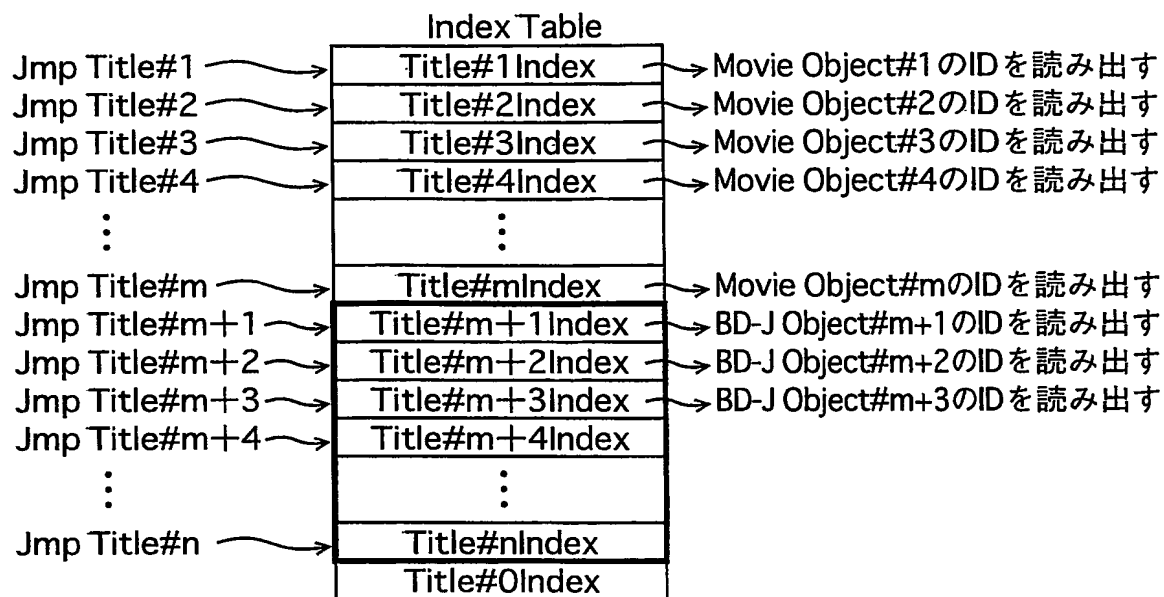 Index Table
Jmp Title#1 Title#1Index Movie Object#1のIDを読み出す
Jmp Title#2 Title#2Index Movie Object#2のIDを読み出す
Jmp Title#3 Title#3Index Movie Object#3のIDを読み出す
Jmp Title#4 Title#4Index Movie Object#4のIDを読み出す
⋮ ⋮
Jmp Title#m Title#mIndex Movie Object#mのIDを読み出す
Jmp Title#m+1 Title#m+1Index BD-J Object#m+1のIDを読み出す
Jmp Title#m+2 Title#m+2Index BD-J Object#m+2のIDを読み出す
Jmp Title#m+3 Title#m+3Index BD-J Object#m+3のIDを読み出す
Jmp Title#m+4 Title#m+4Index
⋮ ⋮
Jmp Title#n Title#nIndex
Title#0Index